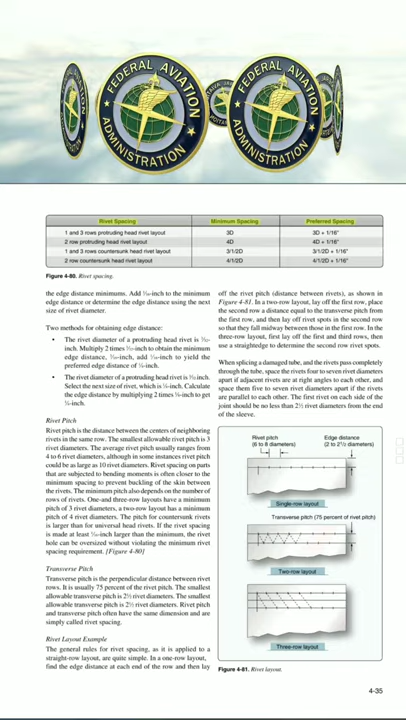 FEDERAL AVIATION
ADMINISTRATION
FEDERAL AVIATION
ADMINISTRATION
Rivet Spacing Minimum Spacing Preferred Spacing
1 and 3 rows protruding head rivet layout 3D 3D + 1/16"
2 row protruding head rivet layout 4D 4D + 1/16"
1 and 3 rows countersunk head rivet layout 3/1/2D 3/1/2D + 1/16"
2 row countersunk head rivet layout 4/1/2D 4/1/2D + 1/16"
Figure 4-80. Rivet spacing.
the edge distance minimums. Add 1⁄16-inch to the minimum
edge distance or determine the edge distance using the next
size of rivet diameter.
Two methods for obtaining edge distance:
• The rivet diameter of a protruding head rivet is 3⁄32-
inch. Multiply 2 times 3⁄32-inch to obtain the minimum
edge distance, 3⁄16-inch, add 1⁄16-inch to yield the
preferred edge distance of 1⁄4-inch.
• The rivet diameter of a protruding head rivet is 3⁄32-inch.
Select the next size of rivet, which is 1⁄8-inch. Calculate
the edge distance by multiplying 2 times 1⁄8-inch to get
1⁄4-inch.
Rivet Pitch
Rivet pitch is the distance between the centers of neighboring
rivets in the same row. The smallest allowable rivet pitch is 3
rivet diameters. The average rivet pitch usually ranges from
4 to 6 rivet diameters, although in some instances rivet pitch
could be as large as 10 rivet diameters. Rivet spacing on parts
that are subjected to bending moments is often closer to the
minimum spacing to prevent buckling of the skin between
the rivets. The minimum pitch also depends on the number of
rows of rivets. One-and three-row layouts have a minimum
pitch of 3 rivet diameters, a two-row layout has a minimum
pitch of 4 rivet diameters. The pitch for countersunk rivets
is larger than for universal head rivets. If the rivet spacing
is made at least 1⁄16-inch larger than the minimum, the rivet
hole can be oversized without violating the minimum rivet
spacing requirement. [Figure 4-80]
Transverse Pitch
Transverse pitch is the perpendicular distance between rivet
rows. It is usually 75 percent of the rivet pitch. The smallest
allowable transverse pitch is 2½ rivet diameters. The smallest
allowable transverse pitch is 2½ rivet diameters. Rivet pitch
and transverse pitch often have the same dimension and are
simply called rivet spacing.
Rivet Layout Example
The general rules for rivet spacing, as it is applied to a
straight-row layout, are quite simple. In a one-row layout,
find the edge distance at each end of the row and then lay
off the rivet pitch (distance between rivets), as shown in
Figure 4-81. In a two-row layout, lay off the first row, place
the second row a distance equal to the transverse pitch from
the first row, and then lay off rivet spots in the second row
so that they fall midway between those in the first row. In the
three-row layout, first lay off the first and third rows, then
use a straightedge to determine the second row rivet spots.
When splicing a damaged tube, and the rivets pass completely
through the tube, space the rivets four to seven rivet diameters
apart if adjacent rivets are at right angles to each other, and
space them five to seven rivet diameters apart if the rivets
are parallel to each other. The first rivet on each side of the
joint should be no less than 2½ rivet diameters from the end
of the sleeve.
Rivet pitch Edge distance
(6 to 8 diameters) (2 to 2½ diameters)
Single-row layout
Transverse pitch (75 percent of rivet pitch)
Two-row layout
Three-row layout
Figure 4-81. Rivet layout.
4-35